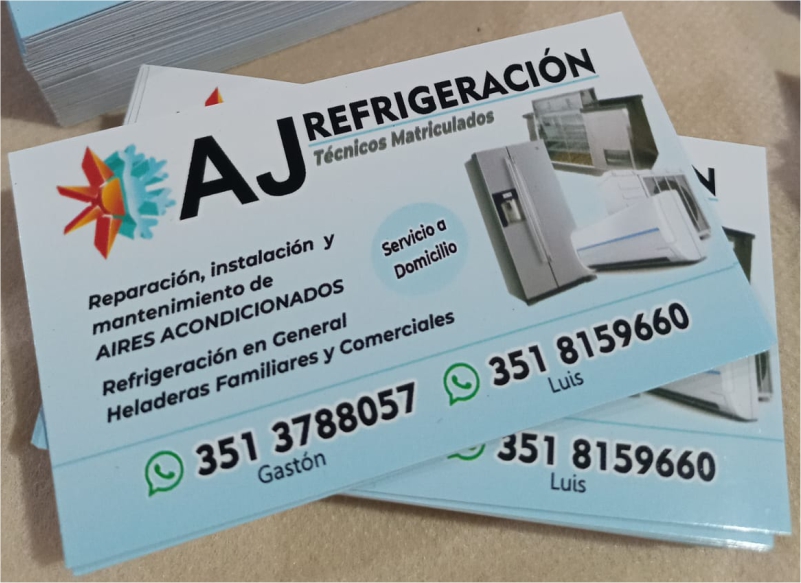 AJ REFRIGERACIÓN
Técnicos Matriculados
Reparación, instalación y
mantenimiento de
AIRES ACONDICIONADOS
Servicio a
Domicilio
Refrigeración en General
Heladeras Familiares y Comerciales
351 3788057
Gastón
351 8159660
Luis
N
351 8159660
Luis